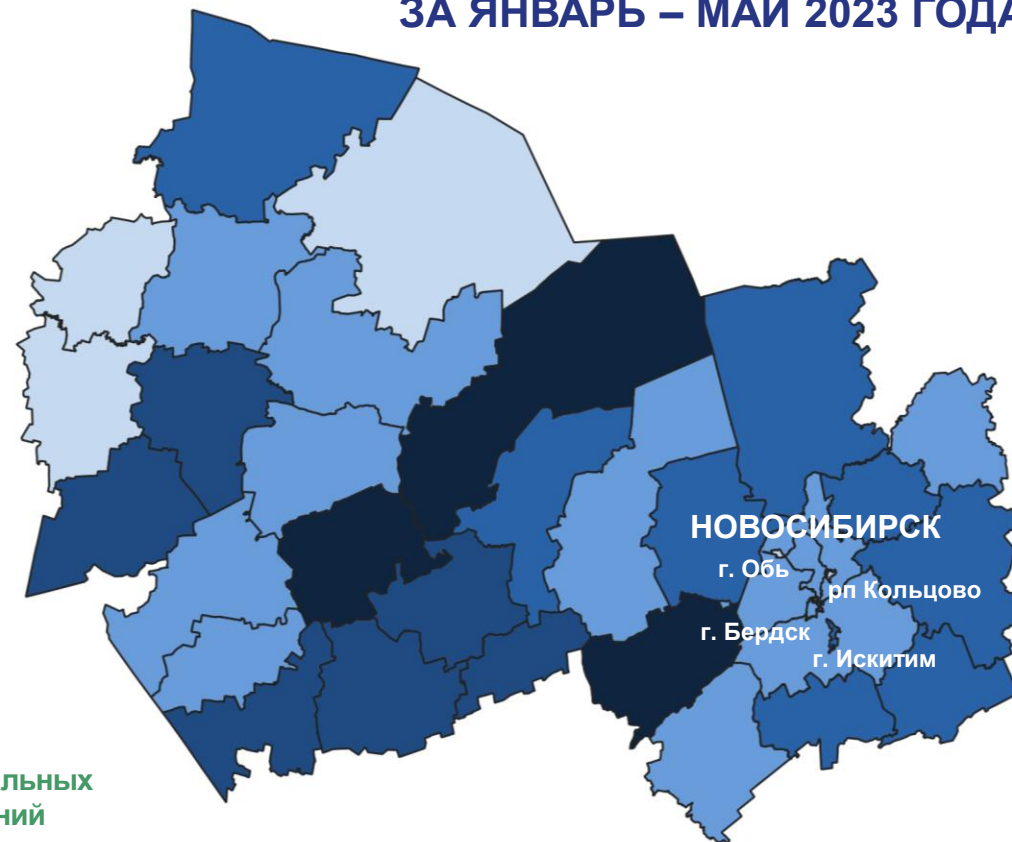 ЗА ЯНВАРЬ – МАЙ 2023 ГОДА
НОВОСИБИРСК
г. Обь
рп Кольцово
г. Бердск
г. Искитим
льных
ний